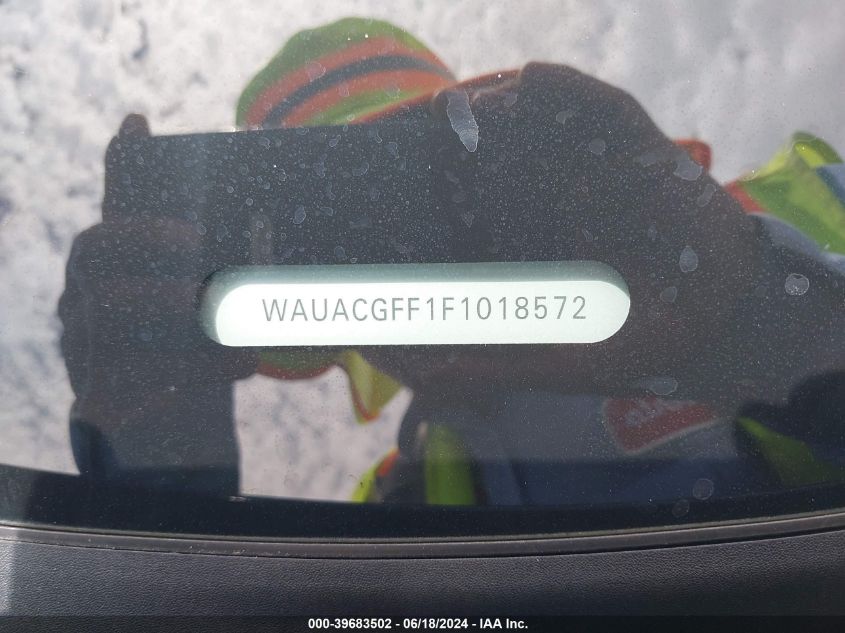 WAUACGFF1F1018572
000-39683502 - 06/18/2024 - IAA Inc.